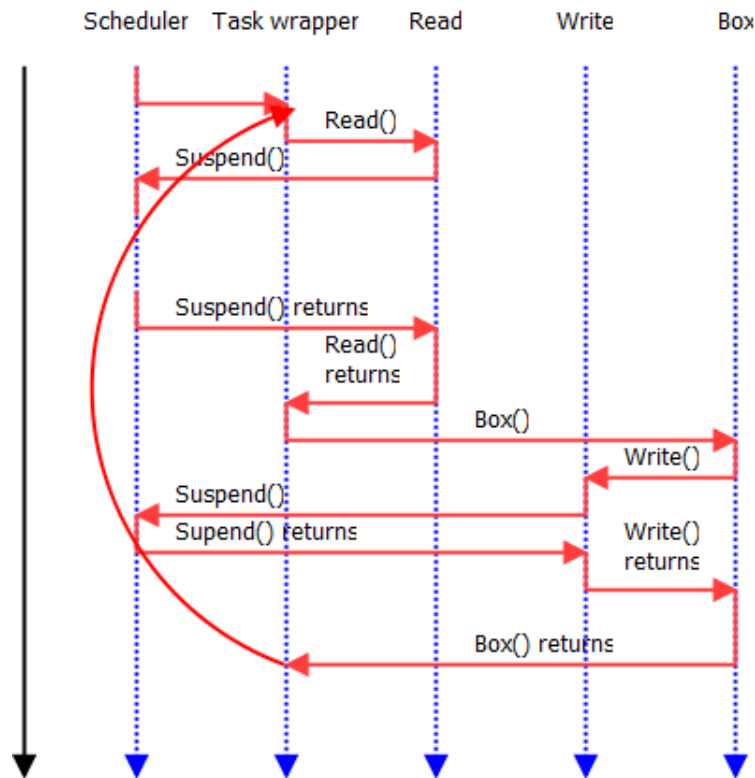 Scheduler Task wrapper Read Write Box
Read()
Suspend()
Suspend() returns
Read()
returns
Box()
Write()
Suspend()
Supend() returns
Write()
returns
Box() returns